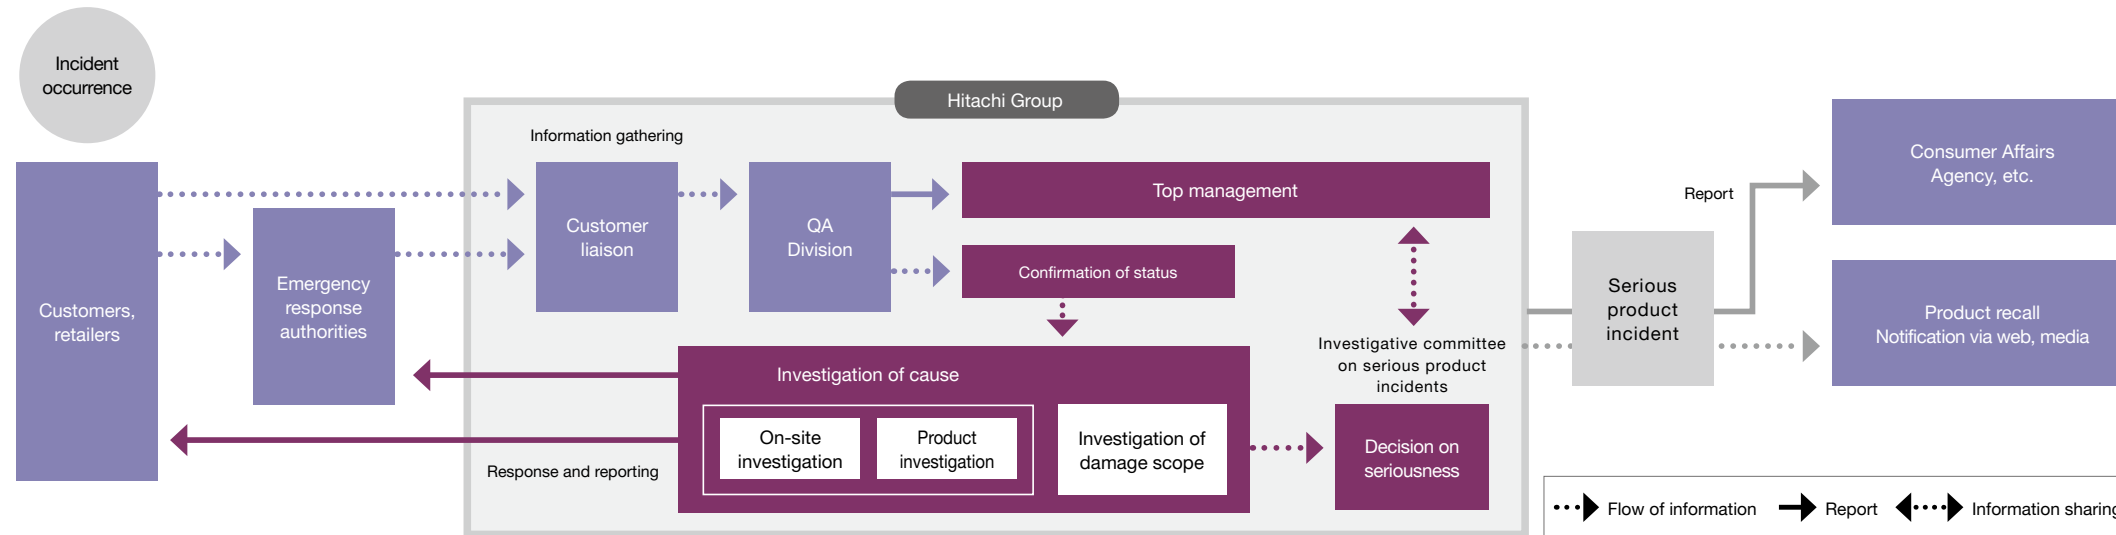 Incident
occurrence
Hitachi Group
Information gathering
Customers,
retailers
Emergency
response
authorities
Customer
liaison
QA
Division
Top management
Confirmation of status
Investigation of cause
On-site
investigation
Product
investigation
Investigation of
damage scope
Response and reporting
Investigative committee
on serious product
incidents
Decision on
seriousness
Serious
product
incident
Report
Consumer Affairs
Agency, etc.
Product recall
Notification via web, media
Flow of information
Report
Information sharing